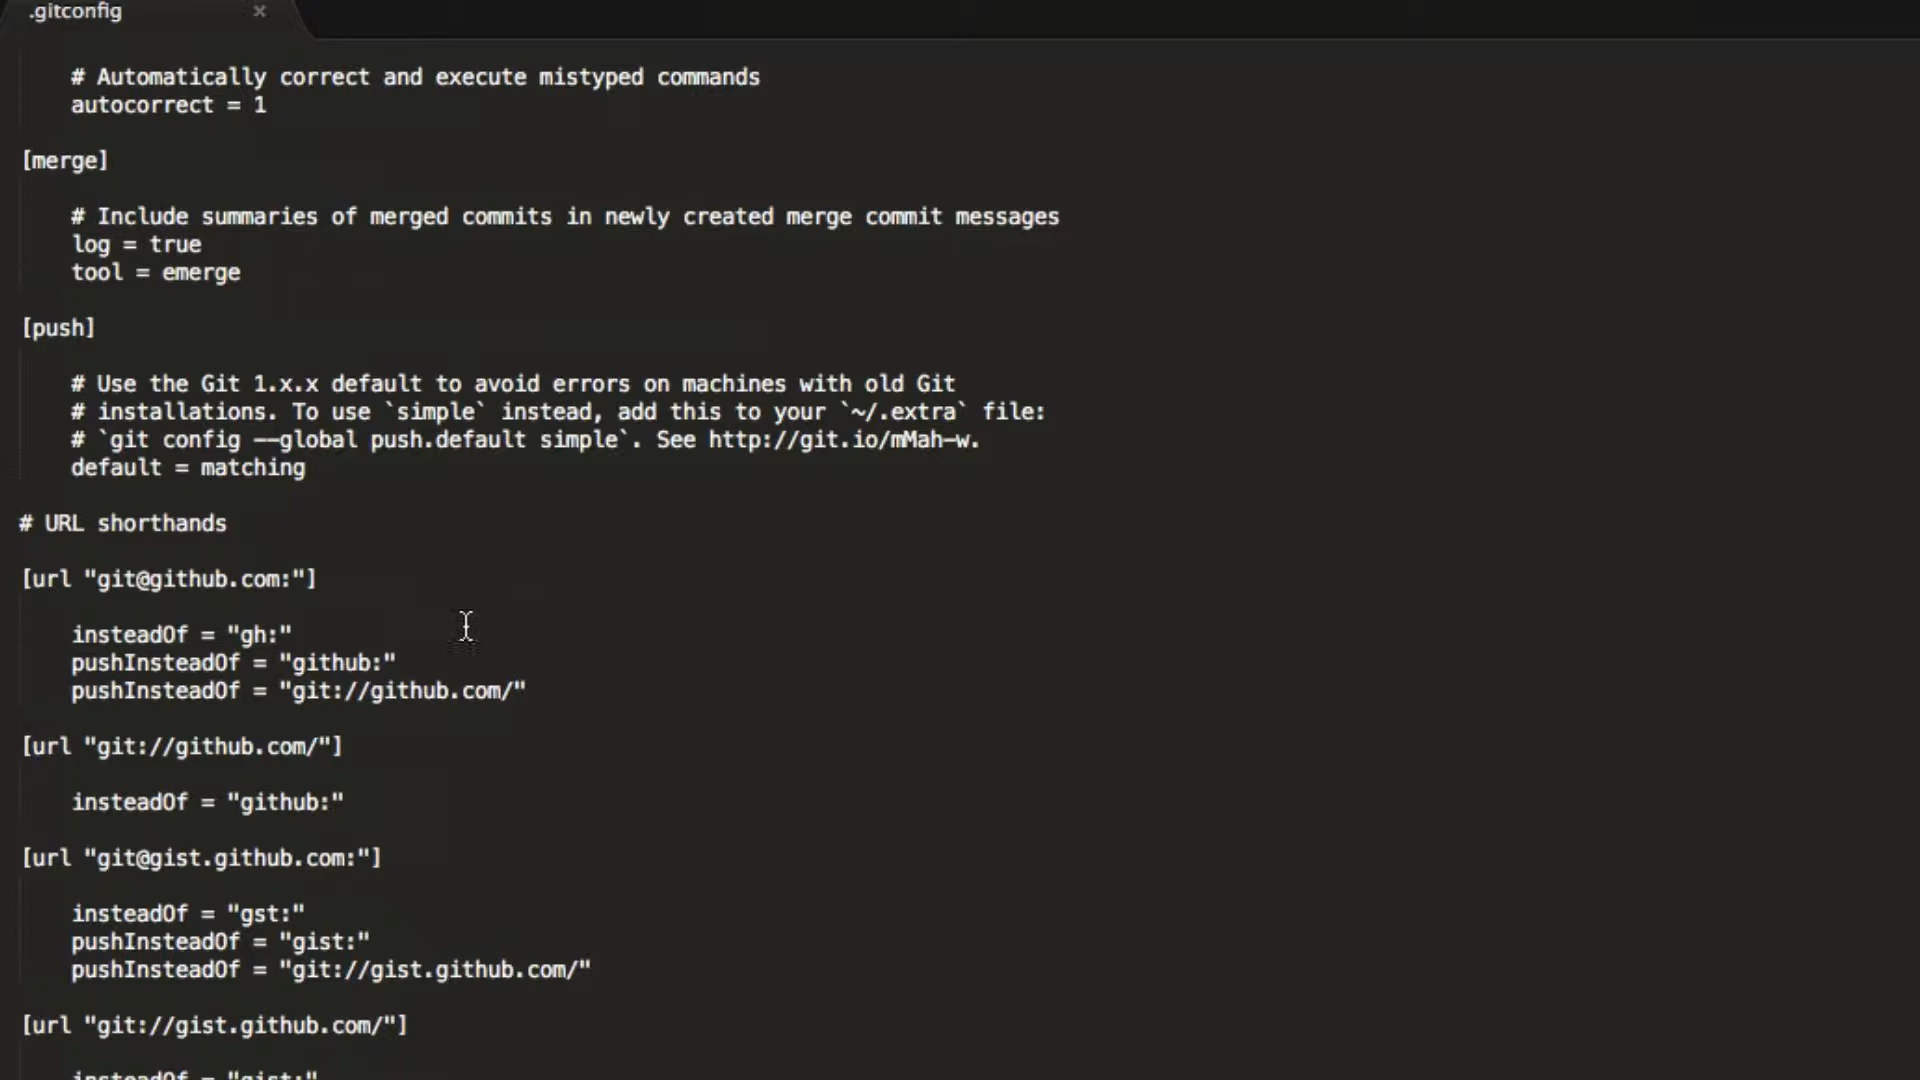 .gitconfig ×
# Automatically correct and execute mistyped commands
autocorrect = 1
[merge]
# Include summaries of merged commits in newly created merge commit messages
log = true
tool = emerge
[push]
# Use the Git 1.x.x default to avoid errors on machines with old Git
# installations. To use `simple` instead, add this to your `~/.extra` file:
# `git config --global push.default simple`. See http://git.io/mMah-w.
default = matching
# URL shorthands
[url "git@github.com:"]
insteadOf = "gh:"
pushInsteadOf = "github:"
pushInsteadOf = "git://github.com/"
[url "git://github.com/"]
insteadOf = "github:"
[url "git@gist.github.com:"]
insteadOf = "gst:"
pushInsteadOf = "gist:"
pushInsteadOf = "git://gist.github.com/"
[url "git://gist.github.com/"]
insteadOf = "gist:"